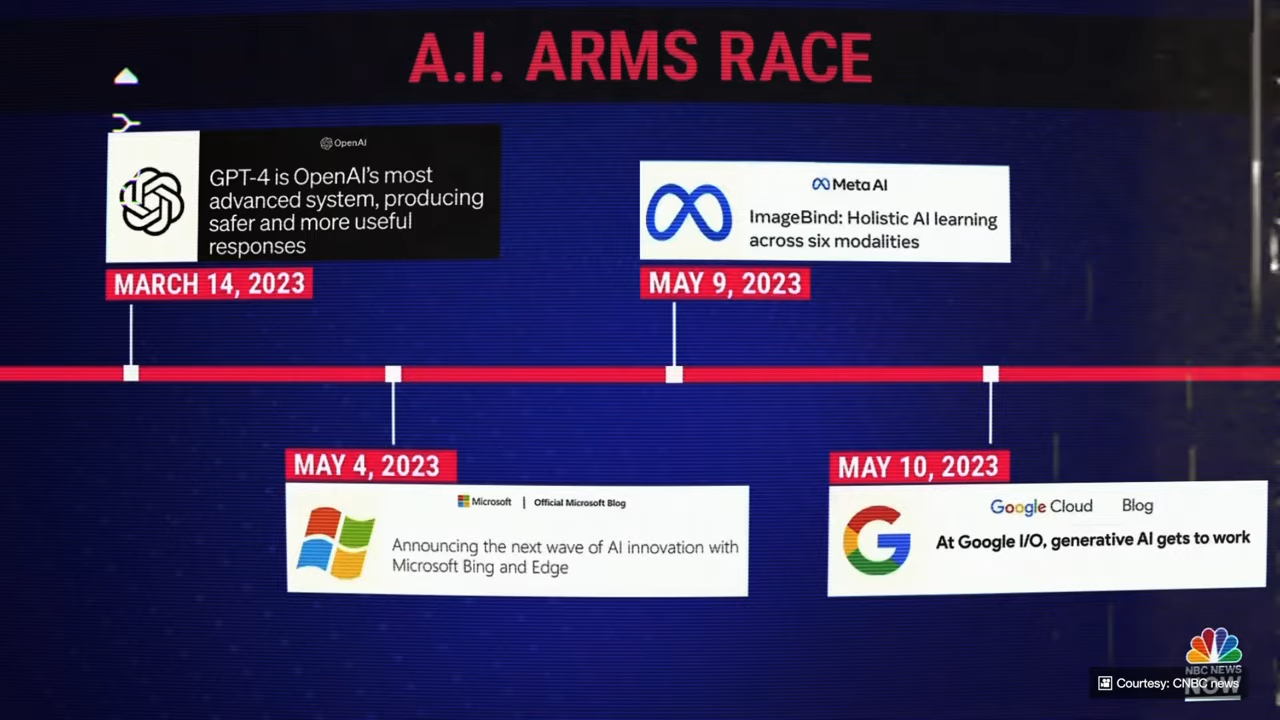 A.I. ARMS RACE
OpenAI
GPT-4 is OpenAI's most
advanced system, producing
safer and more useful
responses
MARCH 14, 2023
Meta AI
ImageBind: Holistic AI learning
across six modalities
MAY 9, 2023
MAY 4, 2023
Microsoft | Official Microsoft Blog
Announcing the next wave of AI innovation with
Microsoft Bing and Edge
MAY 10, 2023
Google Cloud Blog
At Google I/O, generative AI gets to work
NBC NEWS
NOW
Courtesy: CNBC news